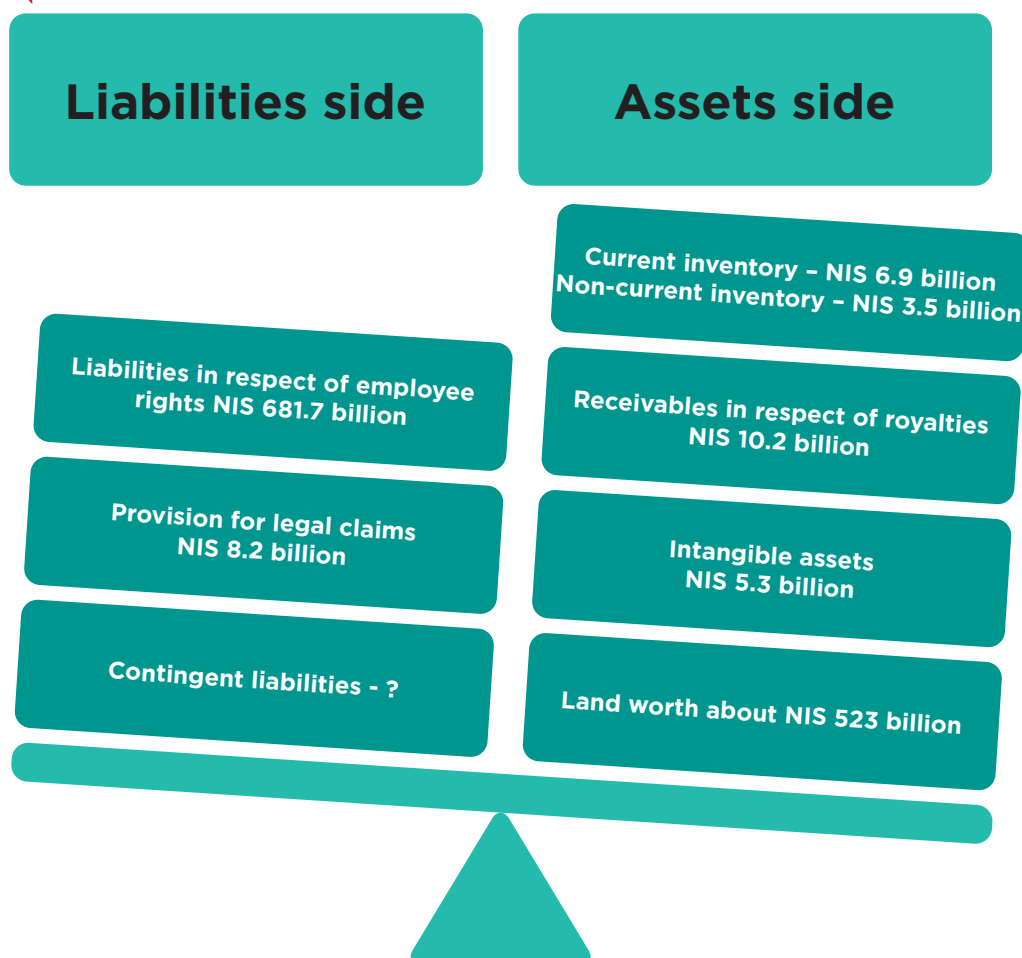 Liabilities side
Assets side
Liabilities in respect of employee
rights NIS 681.7 billion
Provision for legal claims
NIS 8.2 billion
Contingent liabilities - ?
Current inventory – NIS 6.9 billion
Non-current inventory – NIS 3.5 billion
Receivables in respect of royalties
NIS 10.2 billion
Intangible assets
NIS 5.3 billion
Land worth about NIS 523 billion